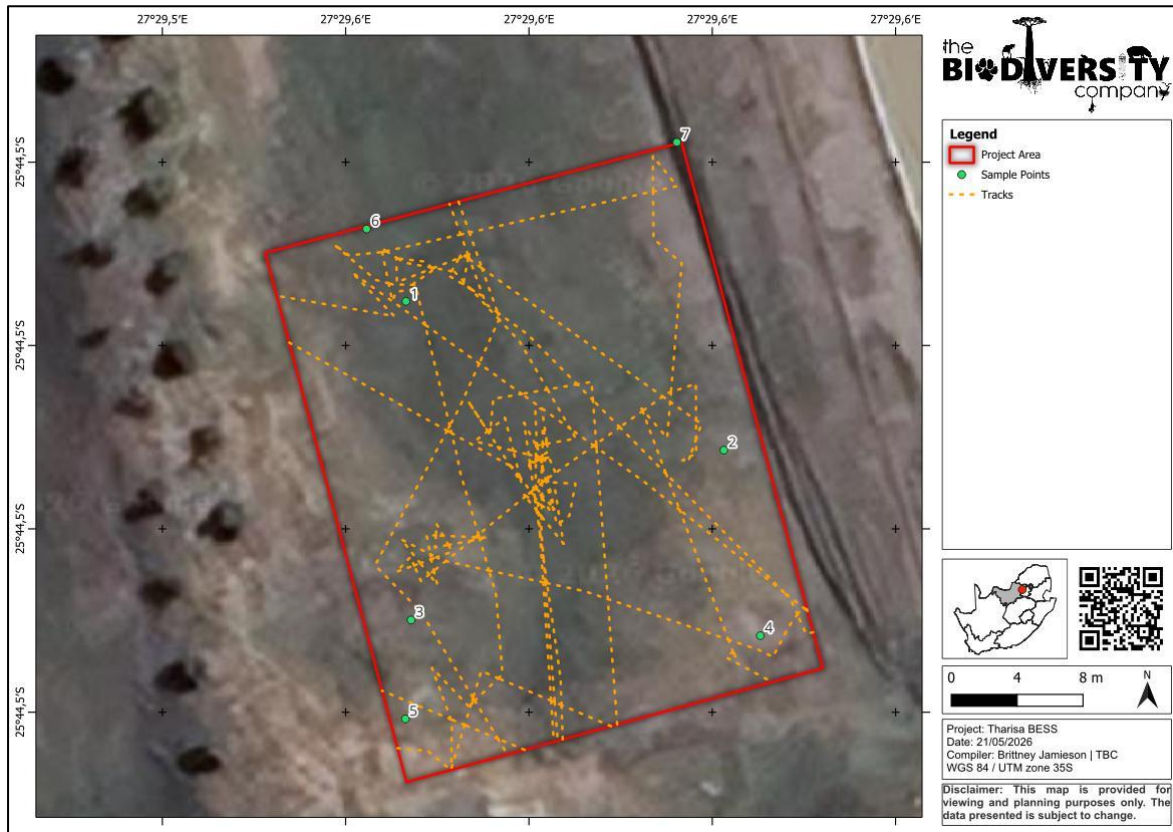 27°29,5'E 27°29,6'E 27°29,6'E 27°29,6'E 27°29,6'E
25°44,5'S
25°44,5'S
25°44,5'S
25°44,5'S
7
6
1
2
3
4
5
the
BIODIVERSITY
company
Legend
Project Area
Sample Points
Tracks
0 4 8 m
N
Project: Tharisa BESS
Date: 21/05/2026
Compiler: Brittney Jamieson | TBC
WGS 84 / UTM zone 35S
Disclaimer: This map is provided for
viewing and planning purposes only. The
data presented is subject to change.